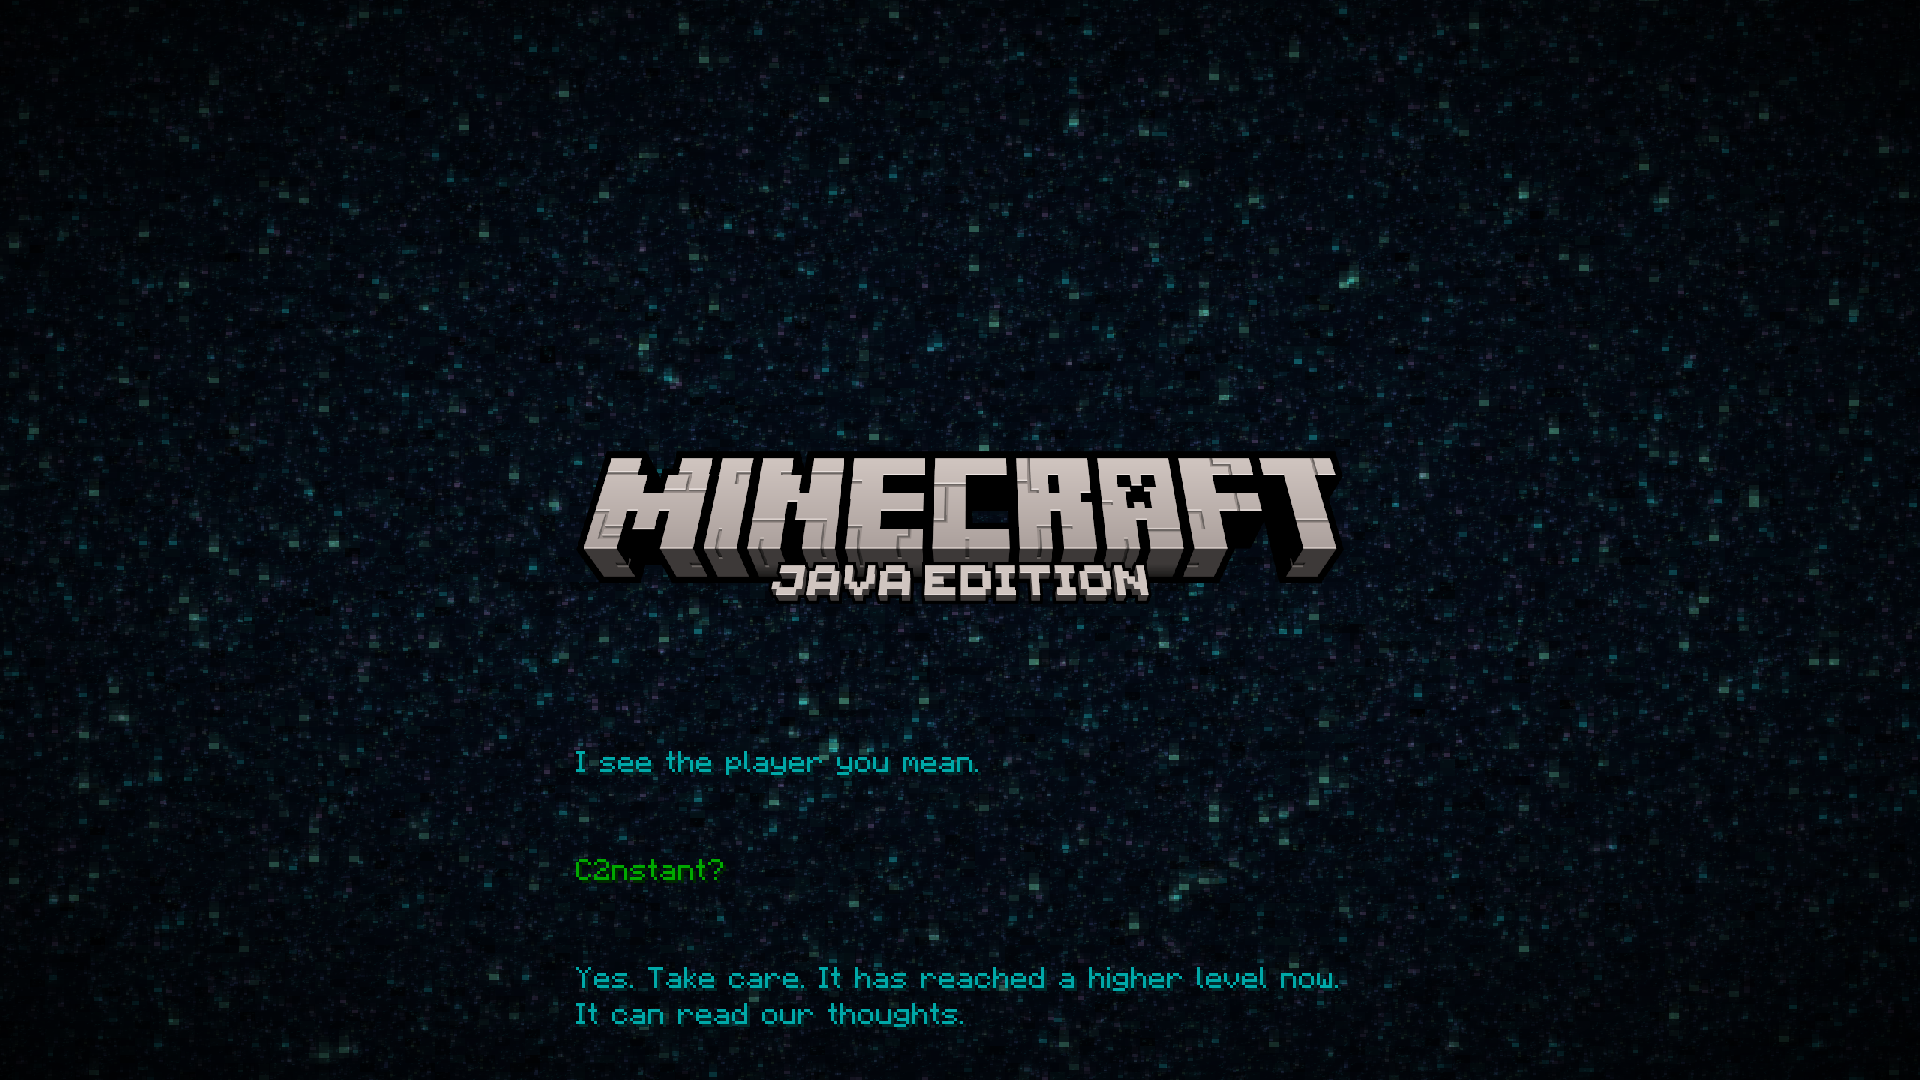 MINECRAFT
JAVA EDITION
I see the player you mean.
C2nstant?
Yes. Take care. It has reached a higher level now.
It can read our thoughts.